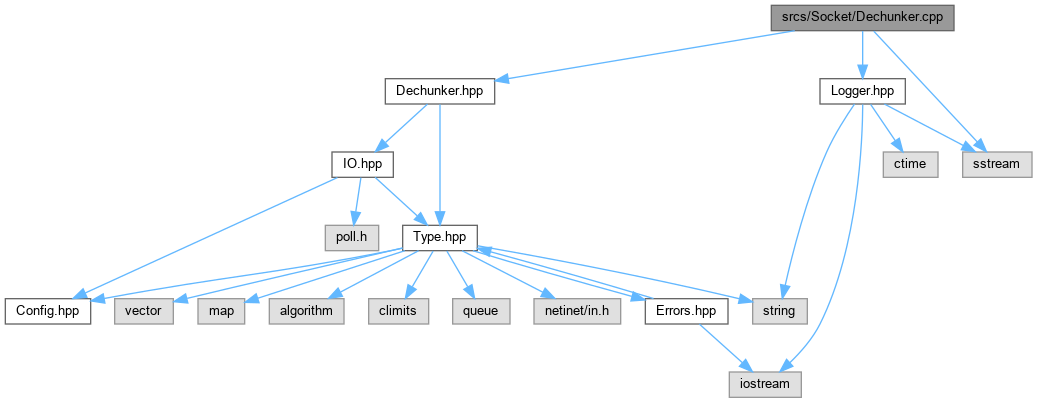 srcs/Socket/Dechunker.cpp
Dechunker.hpp
Logger.hpp
IO.hpp
ctime
sstream
poll.h
Type.hpp
Config.hpp
vector
map
algorithm
climits
queue
netinet/in.h
Errors.hpp
string
iostream